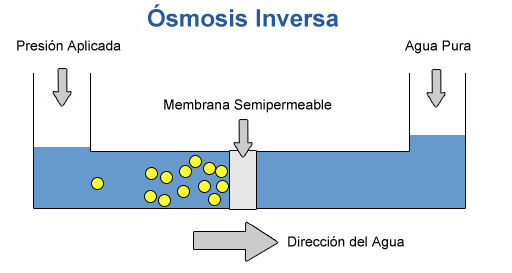 Ósmosis Inversa
Presión Aplicada
Agua Pura
Membrana Semipermeable
Dirección del Agua